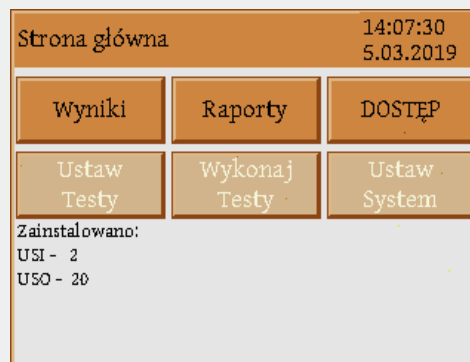 Strona główna
14:07:30
5.03.2019
Wyniki
Raporty
DOSTĘP
Ustaw
Testy
Wykonaj
Testy
Ustaw
System
Zainstalowano:
USI - 2
USO - 20